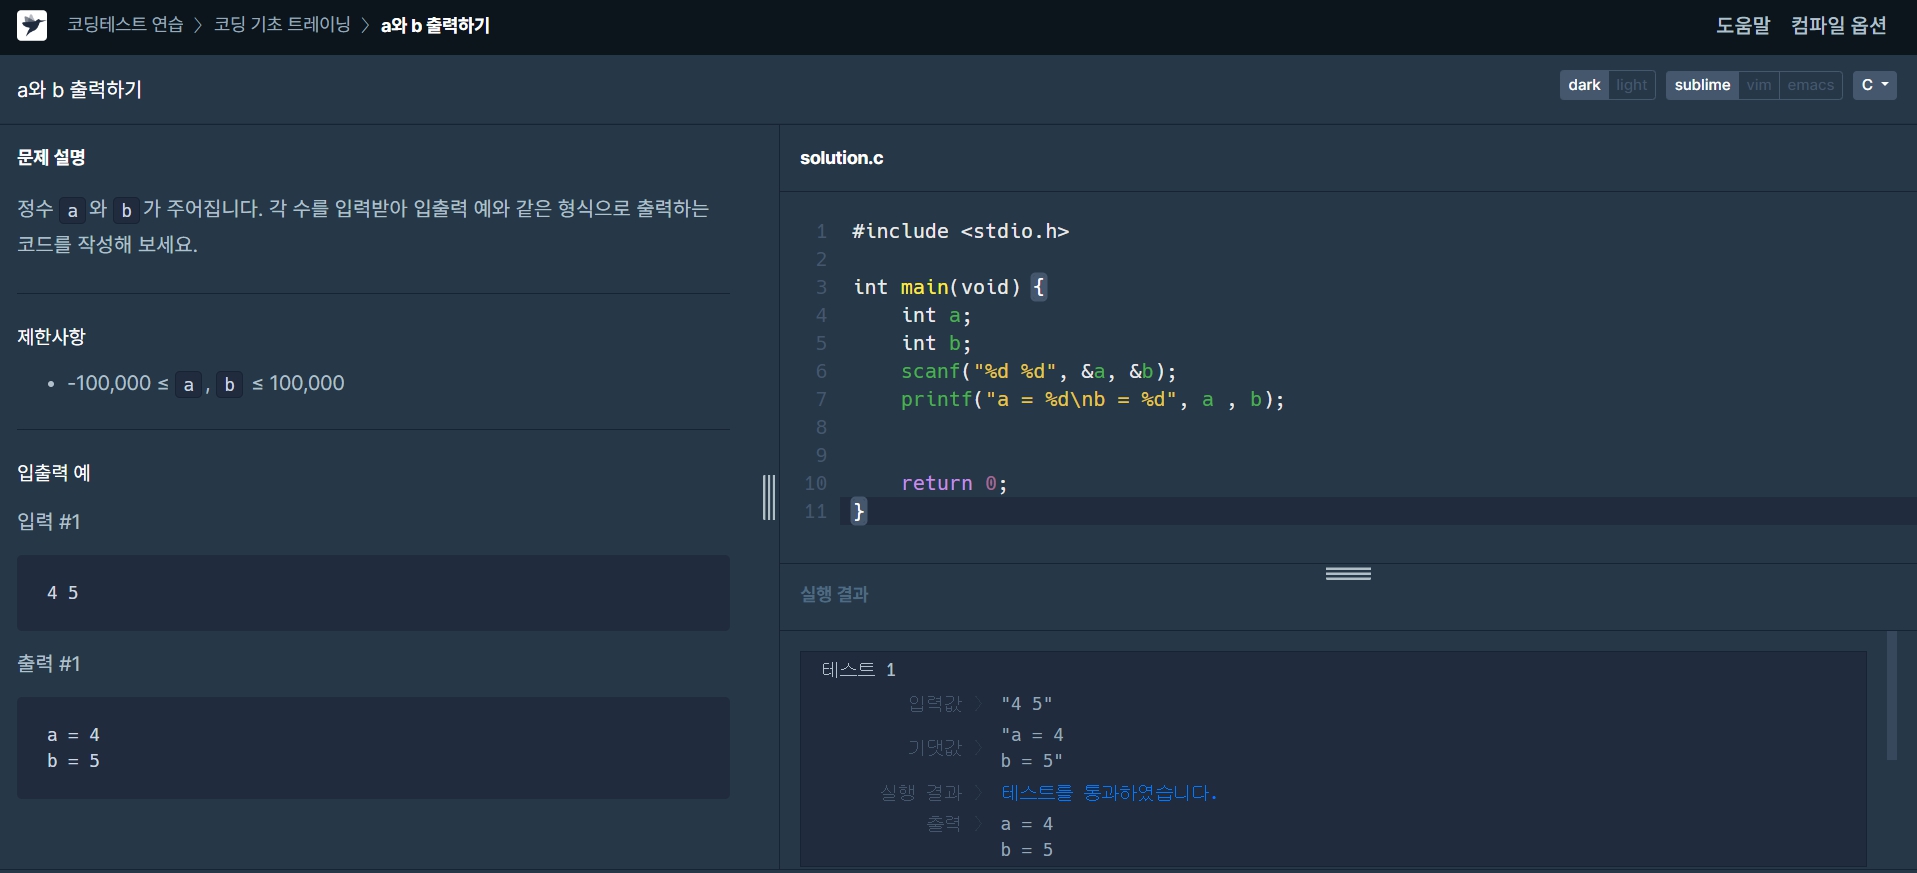 코딩테스트 연습 > 코딩 기초 트레이닝 > a와 b 출력하기
도움말 컴파일 옵션
a와 b 출력하기
dark light sublime vim emacs C
문제 설명
정수 a 와 b 가 주어집니다. 각 수를 입력받아 입출력 예와 같은 형식으로 출력하는
코드를 작성해 보세요.
제한사항
• -100,000 ≤ a , b ≤ 100,000
입출력 예
입력 #1
4 5
출력 #1
a = 4
b = 5
solution.c
1 #include <stdio.h>
2
3 int main(void) {
4     int a;
5     int b;
6     scanf("%d %d", &a, &b);
7     printf("a = %d\nb = %d", a , b);
8
9
10     return 0;
11 }
실행 결과
테스트 1
입력값 > "4 5"
기댓값 > "a = 4
b = 5"
실행 결과 > 테스트를 통과하였습니다.
출력 > a = 4
b = 5